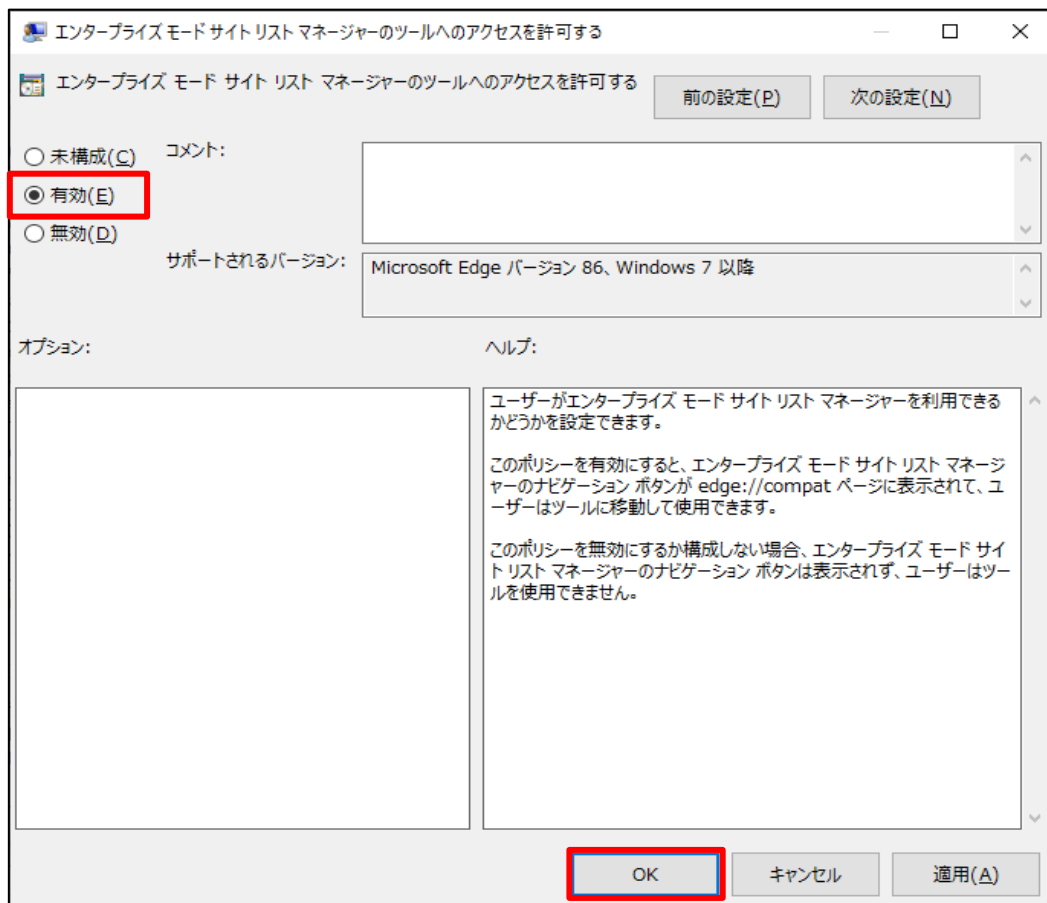 エンタープライズ モード サイト リスト マネージャーのツールへのアクセスを許可する
エンタープライズ モード サイト リスト マネージャーのツールへのアクセスを許可する
前の設定(P)
次の設定(N)
未構成(C)
コメント:
有効(E)
無効(D)
サポートされるバージョン:
Microsoft Edge バージョン 86、Windows 7 以降
オプション:
ヘルプ:
ユーザーがエンタープライズ モード サイト リスト マネージャーを利用できる
かどうかを設定できます。
このポリシーを有効にすると、エンタープライズ モード サイト リスト マネージ
ャーのナビゲーション ボタンが edge://compat ページに表示されて、ユ
ーザーはツールに移動して使用できます。
このポリシーを無効にするか構成しない場合、エンタープライズ モード サイ
ト リスト マネージャーのナビゲーション ボタンは表示されず、ユーザーはツー
ルを使用できません。
OK
キャンセル
適用(A)